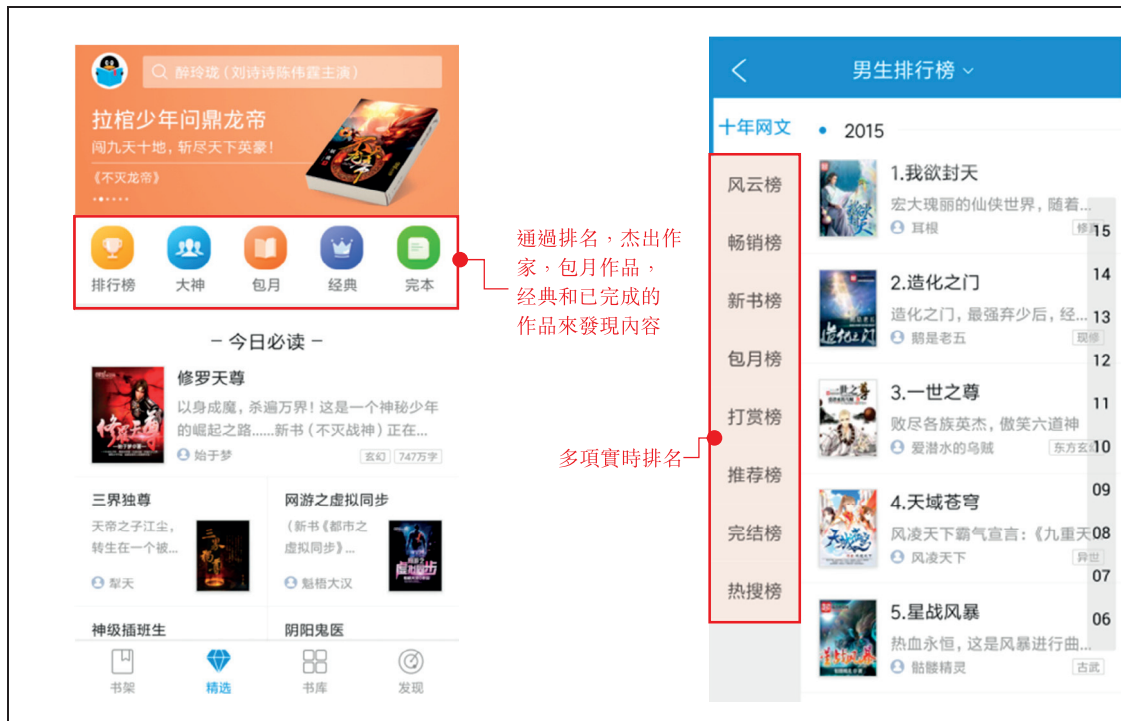 醉玲珑(刘诗诗陈伟霆主演)
拉棺少年问鼎龙帝
闯九天十地,斩尽天下英豪!
《不灭龙帝》
排行榜 大神 包月 经典 完本
– 今日必读 –
修罗天尊
以身成魔,杀遍万界!这是一个神秘少年
的崛起之路......新书(不灭战神)正在...
始于梦 玄幻 747万字
三界独尊
天帝之子江尘,
转生在一个被...
犁天
网游之虚拟同步
(新书《都市之
虚拟同步》...
魁梧大汉
神级插班生 阴阳鬼医
书架 精选 书库 发现
通過排名，杰出作
家，包月作品，
经典和已完成的
作品來發現內容
多項實時排名
男生排行榜
十年网文
风云榜
畅销榜
新书榜
包月榜
打赏榜
推荐榜
完结榜
热搜榜
2015
1.我欲封天
宏大瑰丽的仙侠世界,随着...
耳根
2.造化之门
造化之门,最强弃少后,经...
鹅是老五 现修
3.一世之尊
败尽各族英杰,傲笑六道神
爱潜水的乌贼 东方玄
4.天域苍穹
风凌天下霸气宣言:《九重天
风凌天下 异世
5.星战风暴
热血永恒,这是风暴进行曲...
骷髅精灵 古武
15
14
13
12
11
10
09
08
07
06